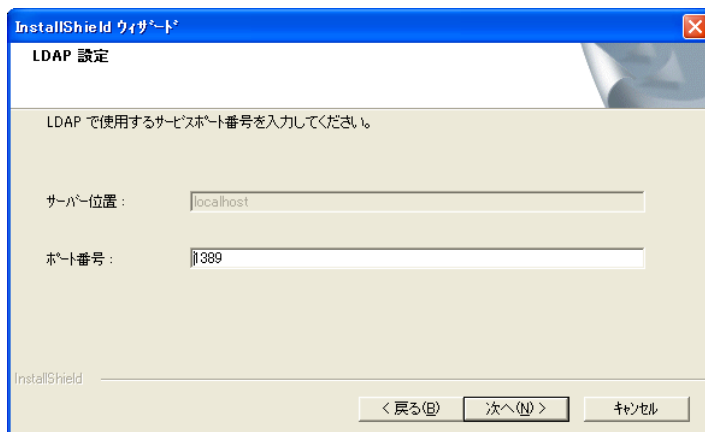 InstallShield ウィザード
LDAP 設定
LDAP で使用するサービスポート番号を入力してください。
サーバー位置 : localhost
ポート番号 : 1389
InstallShield
< 戻る(B) 次へ(N) > キャンセル